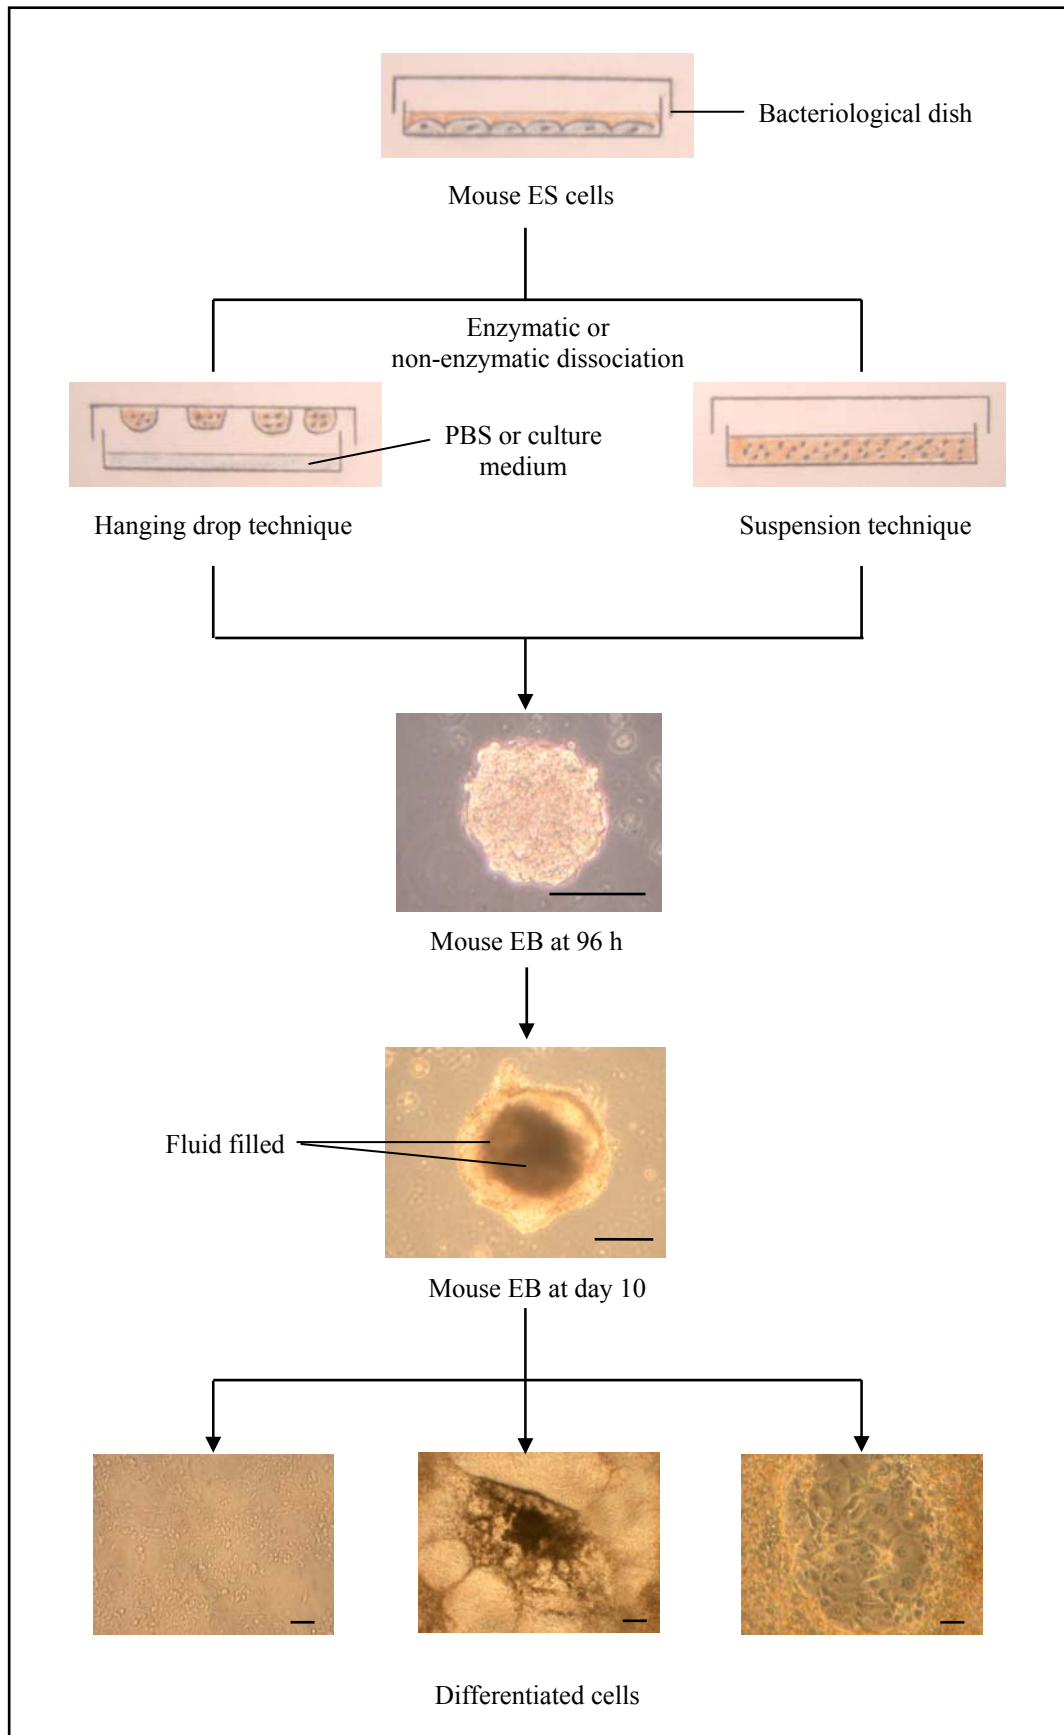 Bacteriological dish
Mouse ES cells
Enzymatic or
non-enzymatic dissociation
PBS or culture
medium
Hanging drop technique
Suspension technique
Mouse EB at 96 h
Fluid filled
Mouse EB at day 10
Differentiated cells